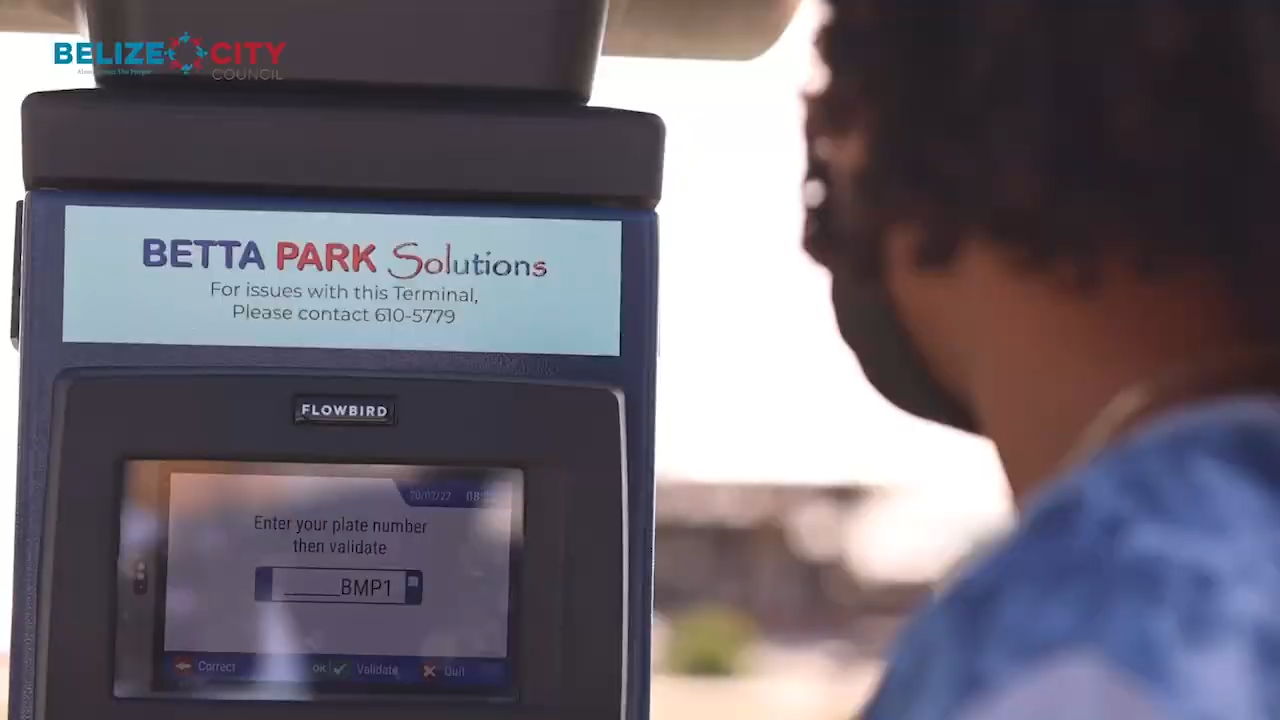 BELIZE CITY
COUNCIL
BETTA PARK Solutions
For issues with this Terminal,
Please contact 610-5779
FLOWBIRD
Enter your plate number
then validate
_____BMP1
Correct OK Validate Quit